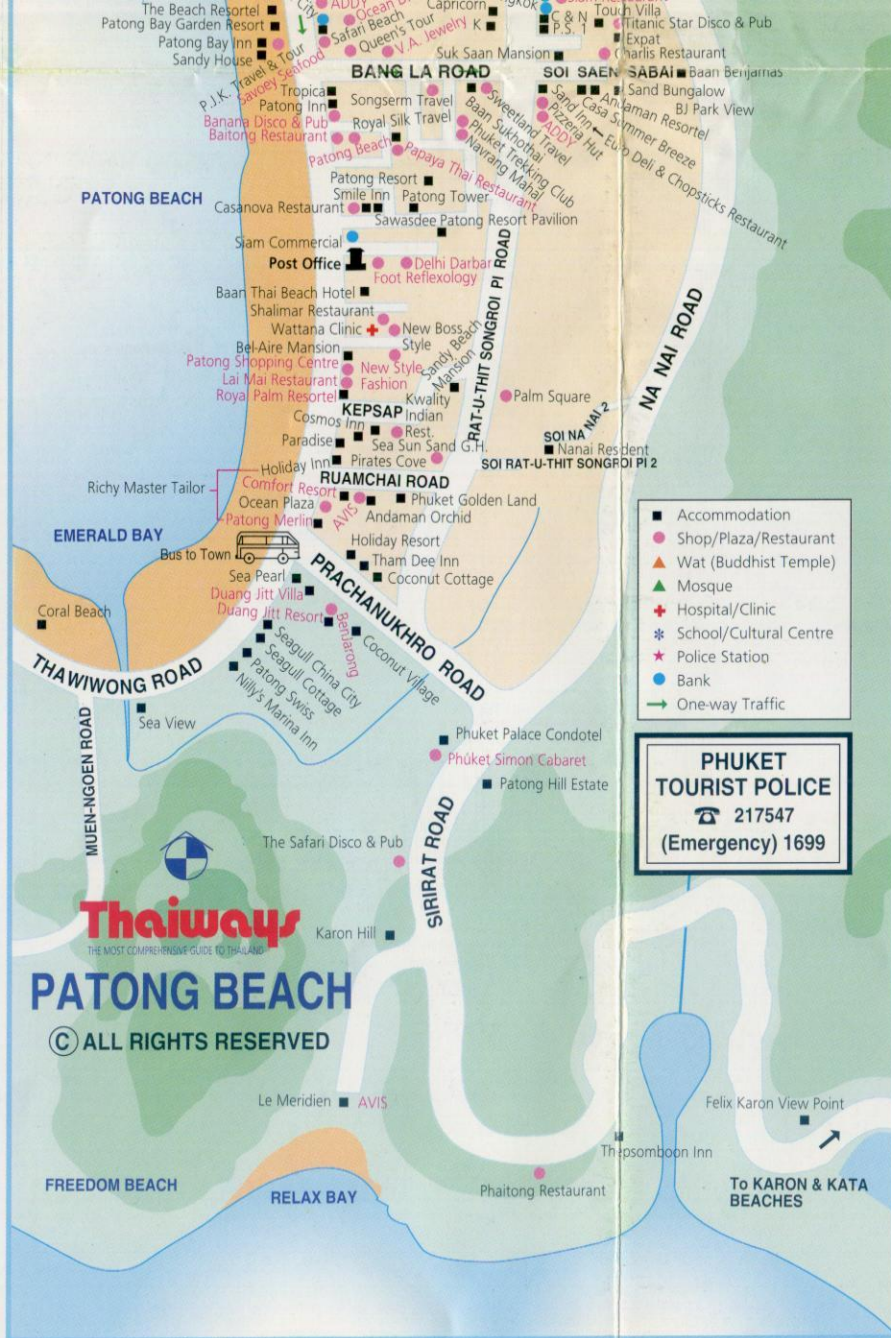 The Beach Resortel
Patong Bay Garden Resort
Patong Bay Inn
Sandy House
P.J.K. Travel & Tour
Savoey Seafood
City
ADDY
Safari Beach
Queen's Tour
V.A. Jewelry
Capricorn
K
C & N
P.S. 1
Touch Villa
Titanic Star Disco & Pub
Expat
Charlis Restaurant
Suk Saan Mansion
BANG LA ROAD
SOI SAEN SABAI
Baan Benjamas
Sand Bungalow
BJ Park View
Andaman Resortel
Casa Summer Breeze
Sand Inn
Euro Deli & Chopsticks Restaurant
Pizzeria Hut
ADDY
Sweetland Travel
Baan Sukhothai
Phuket Trekking Club
Navrang Mahal
Tropica
Patong Inn
Banana Disco & Pub
Baitong Restaurant
Songserm Travel
Royal Silk Travel
Patong Beach
Papaya Thai Restaurant
PATONG BEACH
Patong Resort
Smile Inn
Patong Tower
Casanova Restaurant
Sawasdee Patong Resort Pavilion
Siam Commercial
Post Office
Delhi Darbar
Foot Reflexology
Baan Thai Beach Hotel
Shalimar Restaurant
Wattana Clinic
New Boss
Style
Bel-Aire Mansion
Patong Shopping Centre
New Style
Fashion
Lai Mai Restaurant
Royal Palm Resortel
Sandy Beach
Mansion
RAT-U-THIT SONGROI PI ROAD
NA NAI ROAD
Palm Square
Kwality
Indian
Rest.
KEPSAP
Cosmos Inn
Paradise
Sea Sun Sand G.H.
SOI NA NAI 2
Nanai Resident
Holiday Inn
Pirates Cove
SOI RAT-U-THIT SONGROI PI 2
RUAMCHAI ROAD
Richy Master Tailor
Comfort Resort
Phuket Golden Land
Ocean Plaza
AVIS
Andaman Orchid
Patong Merlin
EMERALD BAY
Bus to Town
Holiday Resort
Tham Dee Inn
Coconut Cottage
Sea Pearl
Duang Jitt Villa
Duang Jitt Resort
Benjarong
PRACHANUKHRO ROAD
Coral Beach
Seagull China City
Seagull Cottage
Patong Swiss
Nilly's Marina Inn
Coconut Village
THAWIWONG ROAD
Sea View
MUEN-NGOEN ROAD
Phuket Palace Condotel
Phuket Simon Cabaret
Patong Hill Estate
Accommodation
Shop/Plaza/Restaurant
Wat (Buddhist Temple)
Mosque
Hospital/Clinic
School/Cultural Centre
Police Station
Bank
One-way Traffic
PHUKET
TOURIST POLICE
☎ 217547
(Emergency) 1699
The Safari Disco & Pub
SIRIRAT ROAD
Karon Hill
Thaiways
THE MOST COMPREHENSIVE GUIDE TO THAILAND
PATONG BEACH
© ALL RIGHTS RESERVED
Le Meridien
AVIS
Felix Karon View Point
Thepsomboon Inn
Phaitong Restaurant
To KARON & KATA
BEACHES
FREEDOM BEACH
RELAX BAY